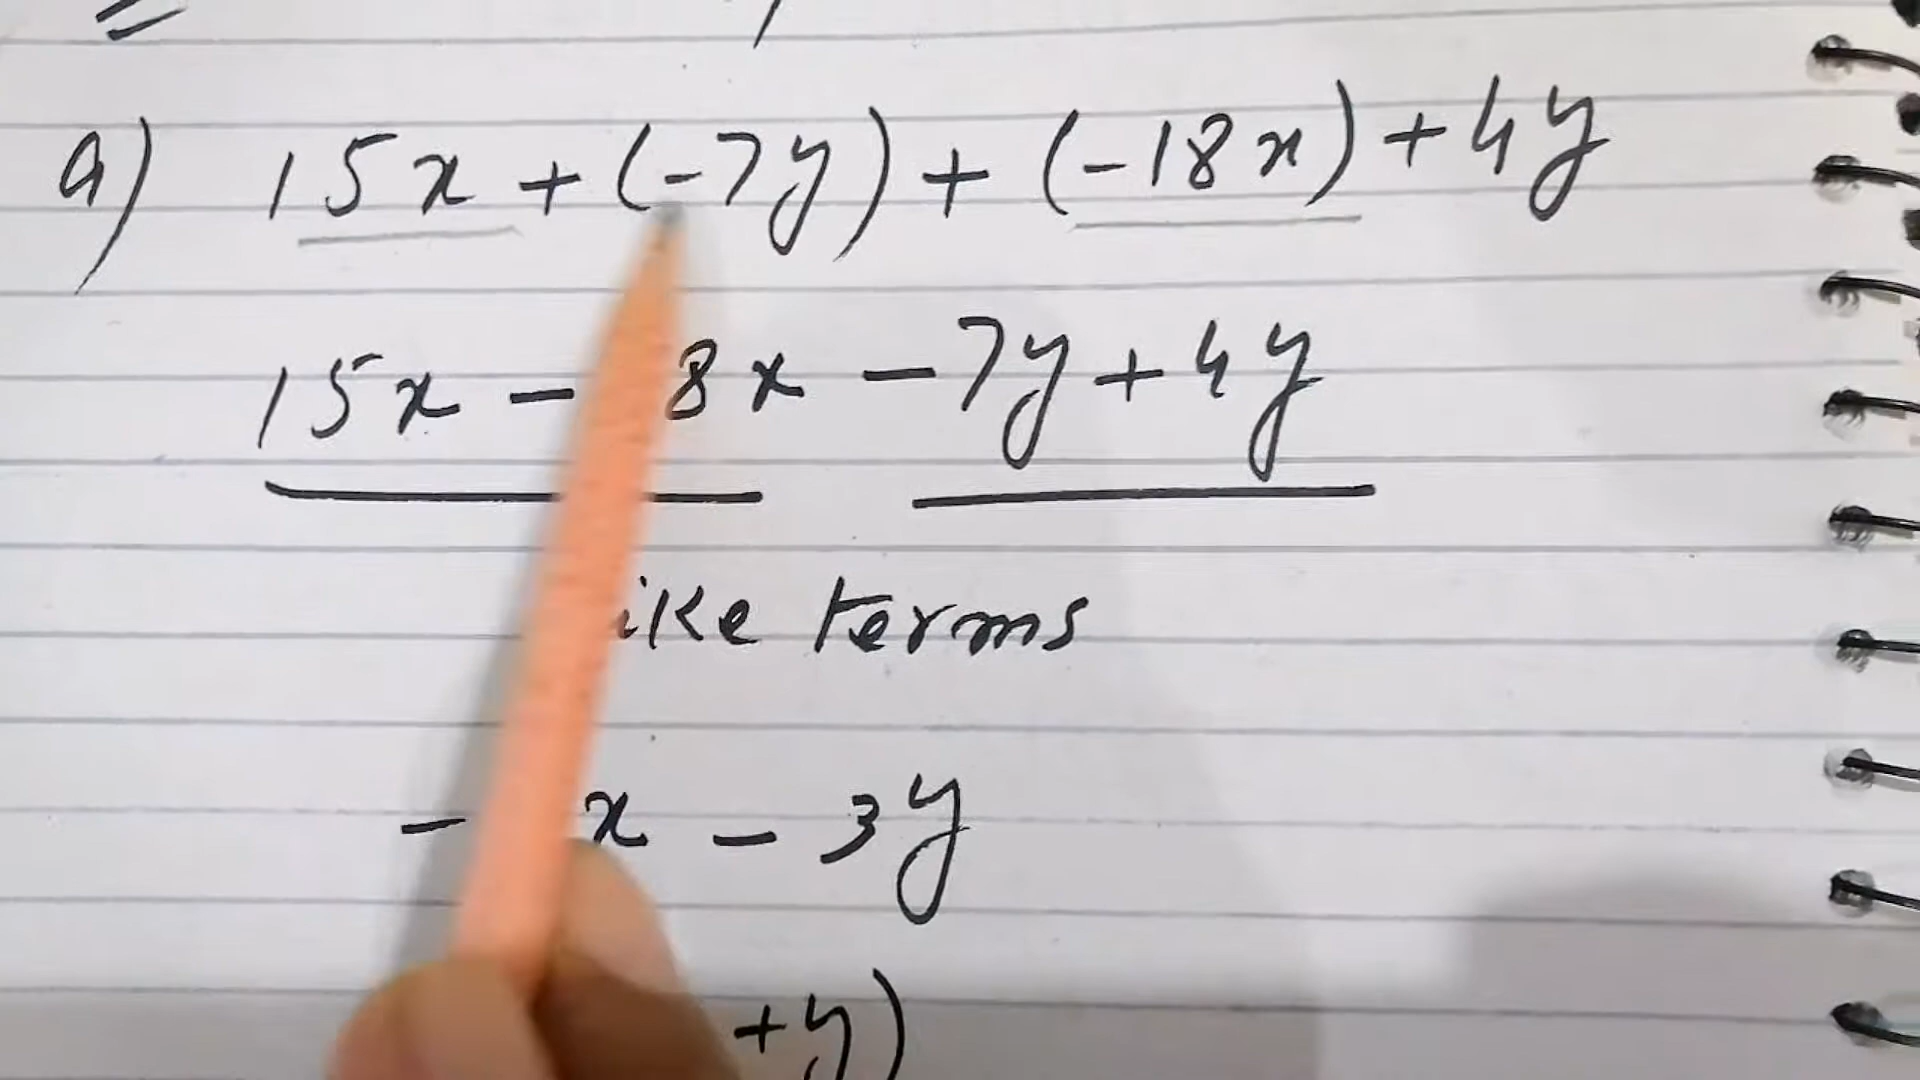 a) 15x + (-7y) + (-18x) + 4y
15x - 8x - 7y + 4y
ike terms
- x - 3y
+y)